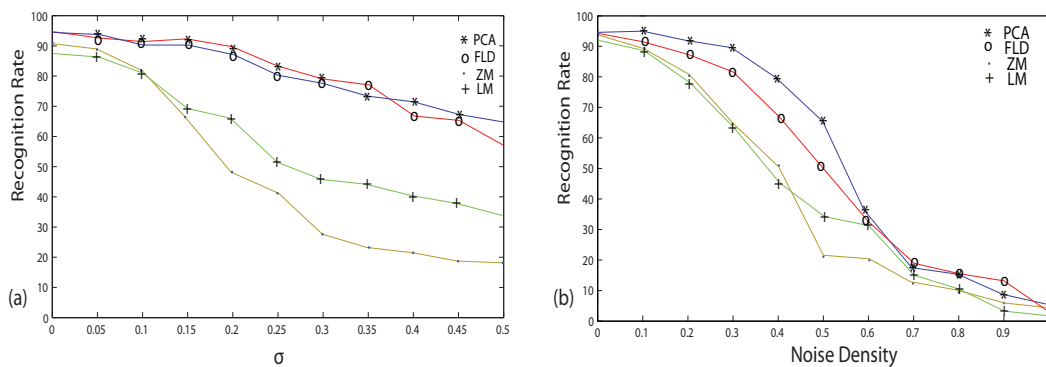 100
90
80
70
60
50
40
30
20
10
0
Recognition Rate
PCA
FLD
ZM
LM
(a)
0 0.05 0.1 0.15 0.2 0.25 0.3 0.35 0.4 0.45 0.5
σ
100
90
80
70
60
50
40
30
20
10
0
Recognition Rate
PCA
FLD
ZM
LM
(b)
0 0.1 0.2 0.3 0.4 0.5 0.6 0.7 0.8 0.9
Noise Density